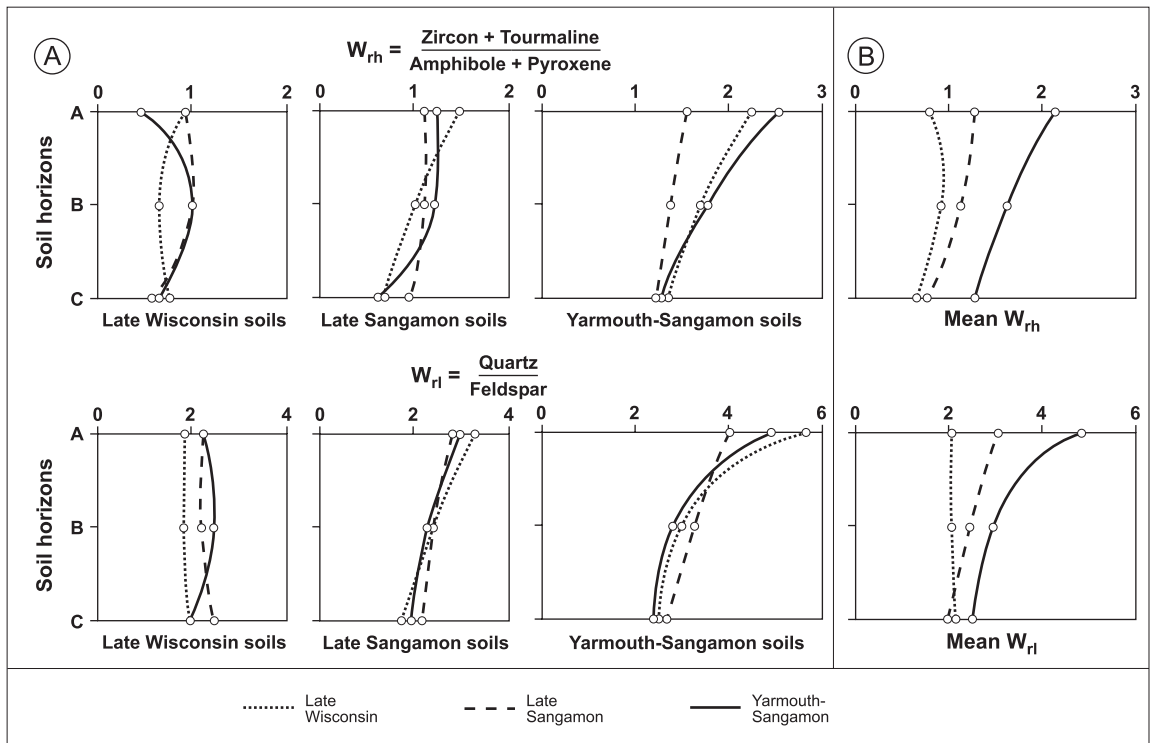 A
W_rh = Zircon + Tourmaline
Amphibole + Pyroxene
B
0 1 2
0 1 2
0 1 2 3
0 1 2 3
A
B
C
Soil horizons
Late Wisconsin soils
Late Sangamon soils
Yarmouth-Sangamon soils
Mean W_rh
W_rl = Quartz
Feldspar
0 2 4
0 2 4
0 2 4 6
0 2 4 6
A
B
C
Soil horizons
Late Wisconsin soils
Late Sangamon soils
Yarmouth-Sangamon soils
Mean W_rl
Late
Wisconsin
Late
Sangamon
Yarmouth-
Sangamon